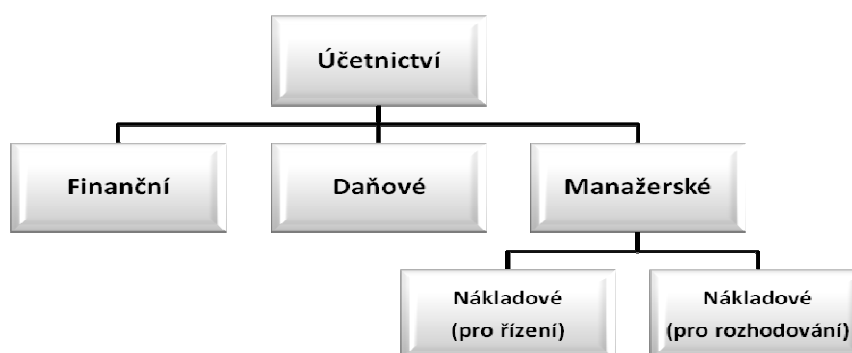 Účetnictví
Finanční
Daňové
Manažerské
Nákladové
(pro řízení)
Nákladové
(pro rozhodování)